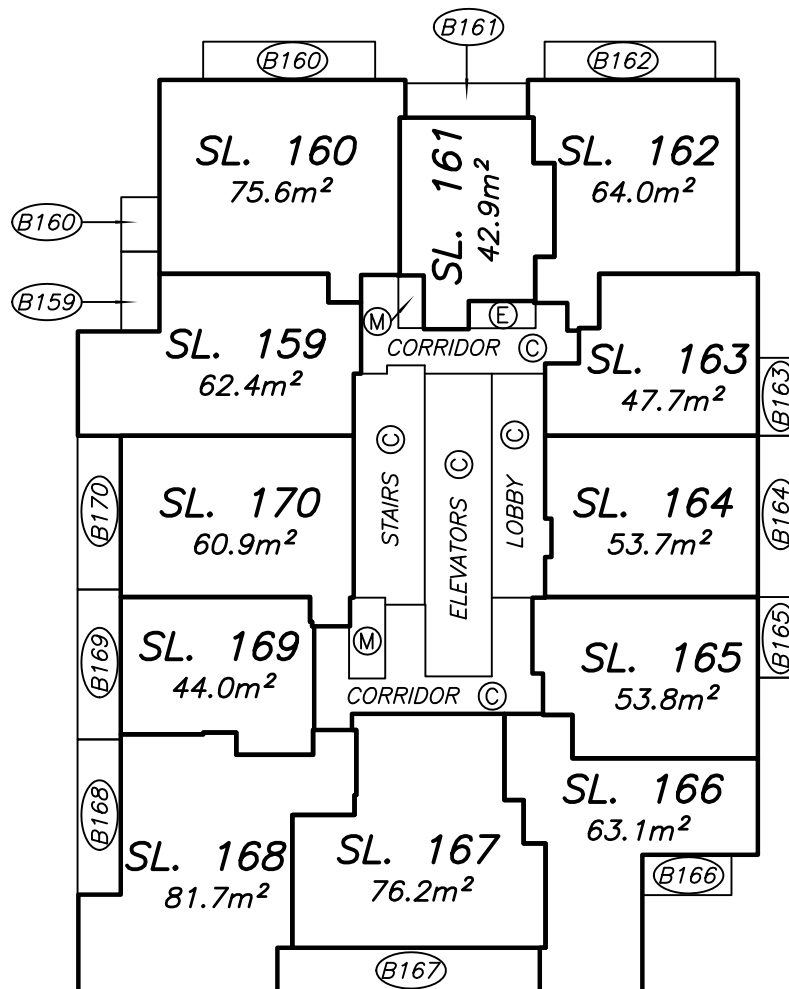 B161
B160
B162
SL. 160
75.6m²
SL. 161
42.9m²
SL. 162
64.0m²
B160
B159
M
E
CORRIDOR C
SL. 159
62.4m²
SL. 163
47.7m²
B163
STAIRS C
ELEVATORS C
LOBBY C
B170
SL. 170
60.9m²
SL. 164
53.7m²
B164
B169
SL. 169
44.0m²
M
SL. 165
53.8m²
B165
CORRIDOR C
B168
SL. 168
81.7m²
SL. 167
76.2m²
SL. 166
63.1m²
B166
B167